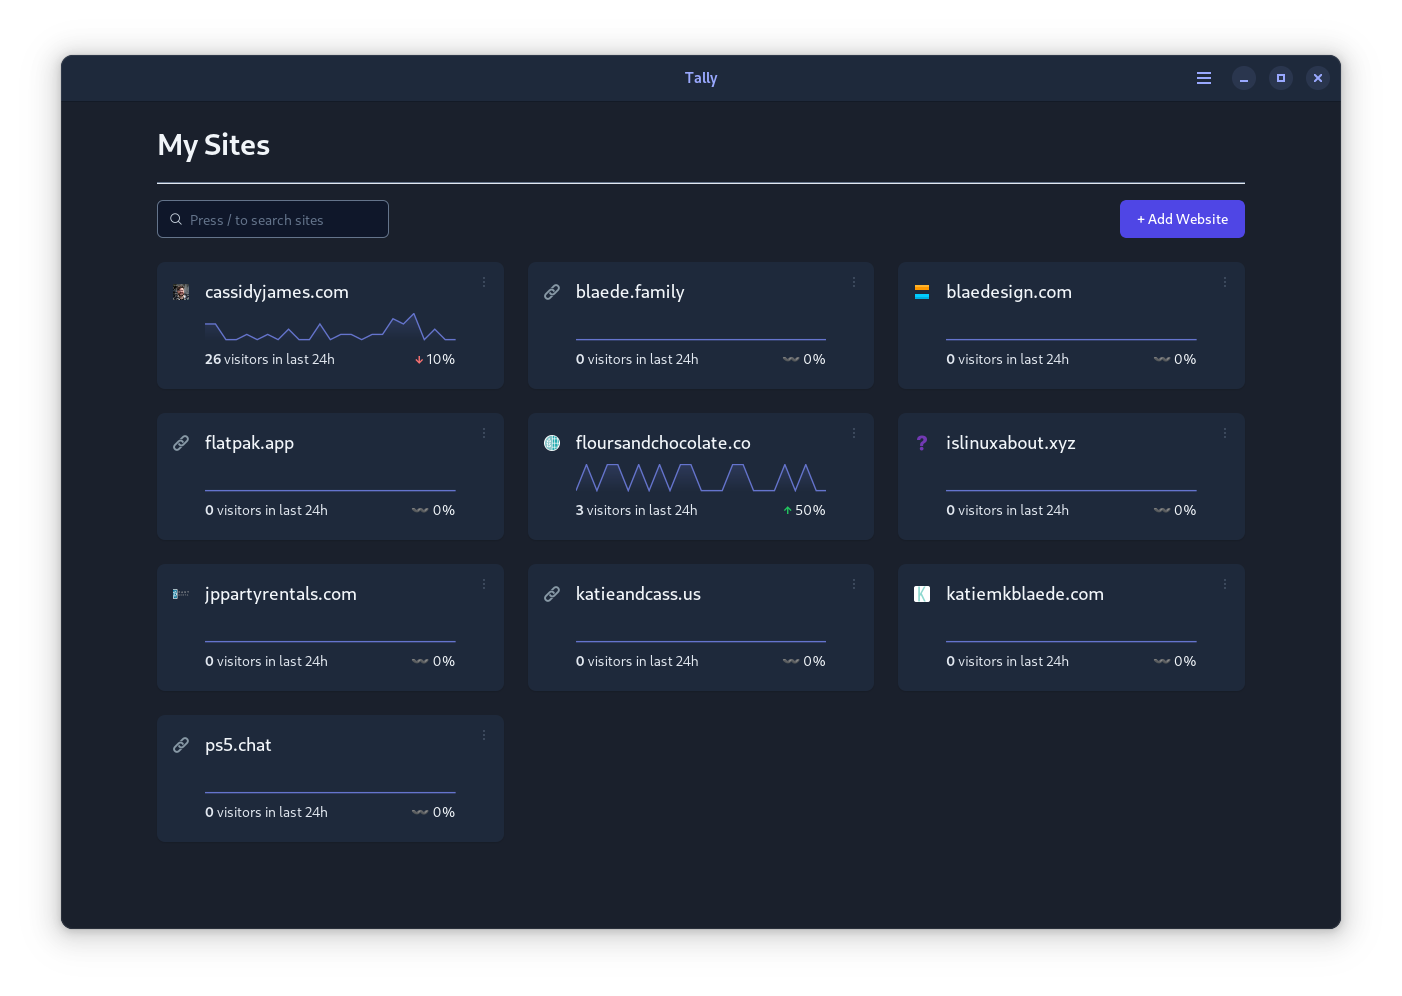 Tally
My Sites
Press / to search sites
+ Add Website
cassidyjames.com
26 visitors in last 24h
↓ 10%
blaede.family
0 visitors in last 24h
〰 0%
blaedesign.com
0 visitors in last 24h
〰 0%
flatpak.app
0 visitors in last 24h
〰 0%
floursandchocolate.co
3 visitors in last 24h
↑ 50%
? islinuxabout.xyz
0 visitors in last 24h
〰 0%
jppartyrentals.com
0 visitors in last 24h
〰 0%
katieandcass.us
0 visitors in last 24h
〰 0%
K katiemkblaede.com
0 visitors in last 24h
〰 0%
ps5.chat
0 visitors in last 24h
〰 0%